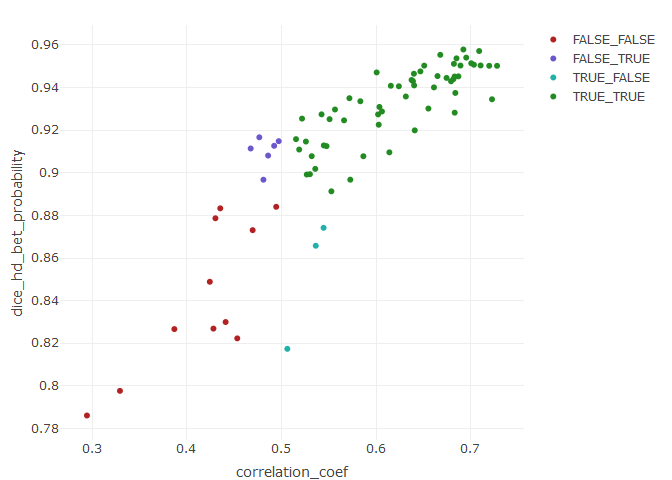 0.96
0.94
0.92
0.9
0.88
0.86
0.84
0.82
0.8
0.78
dice_hd_bet_probability
0.3 0.4 0.5 0.6 0.7
correlation_coef
FALSE_FALSE
FALSE_TRUE
TRUE_FALSE
TRUE_TRUE